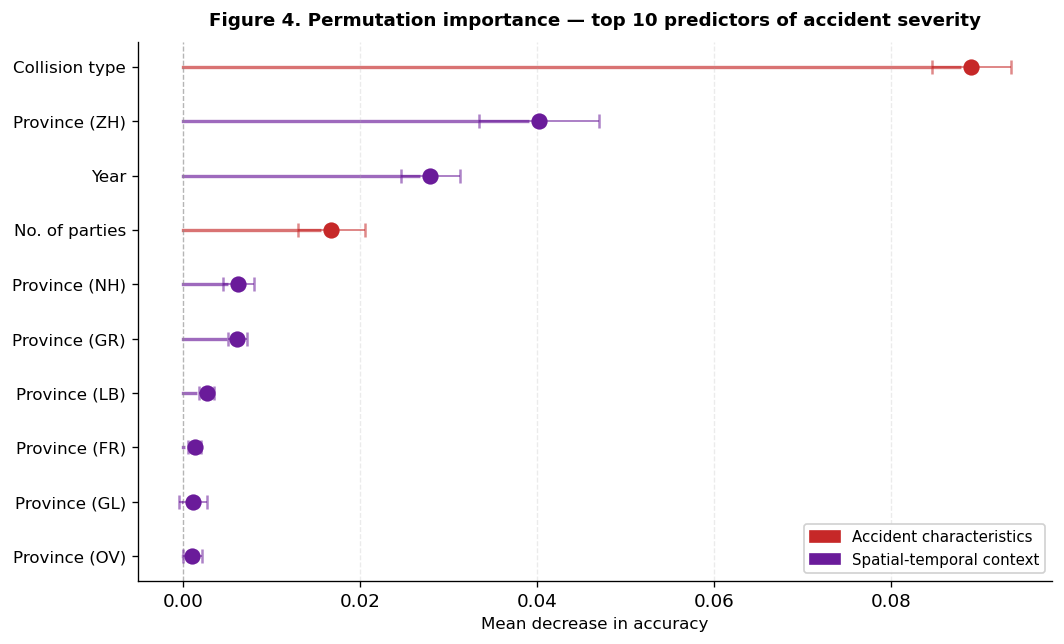 Figure 4. Permutation importance — top 10 predictors of accident severity
Collision type
Province (ZH)
Year
No. of parties
Province (NH)
Province (GR)
Province (LB)
Province (FR)
Province (GL)
Province (OV)
Accident characteristics
Spatial-temporal context
0.00 0.02 0.04 0.06 0.08
Mean decrease in accuracy